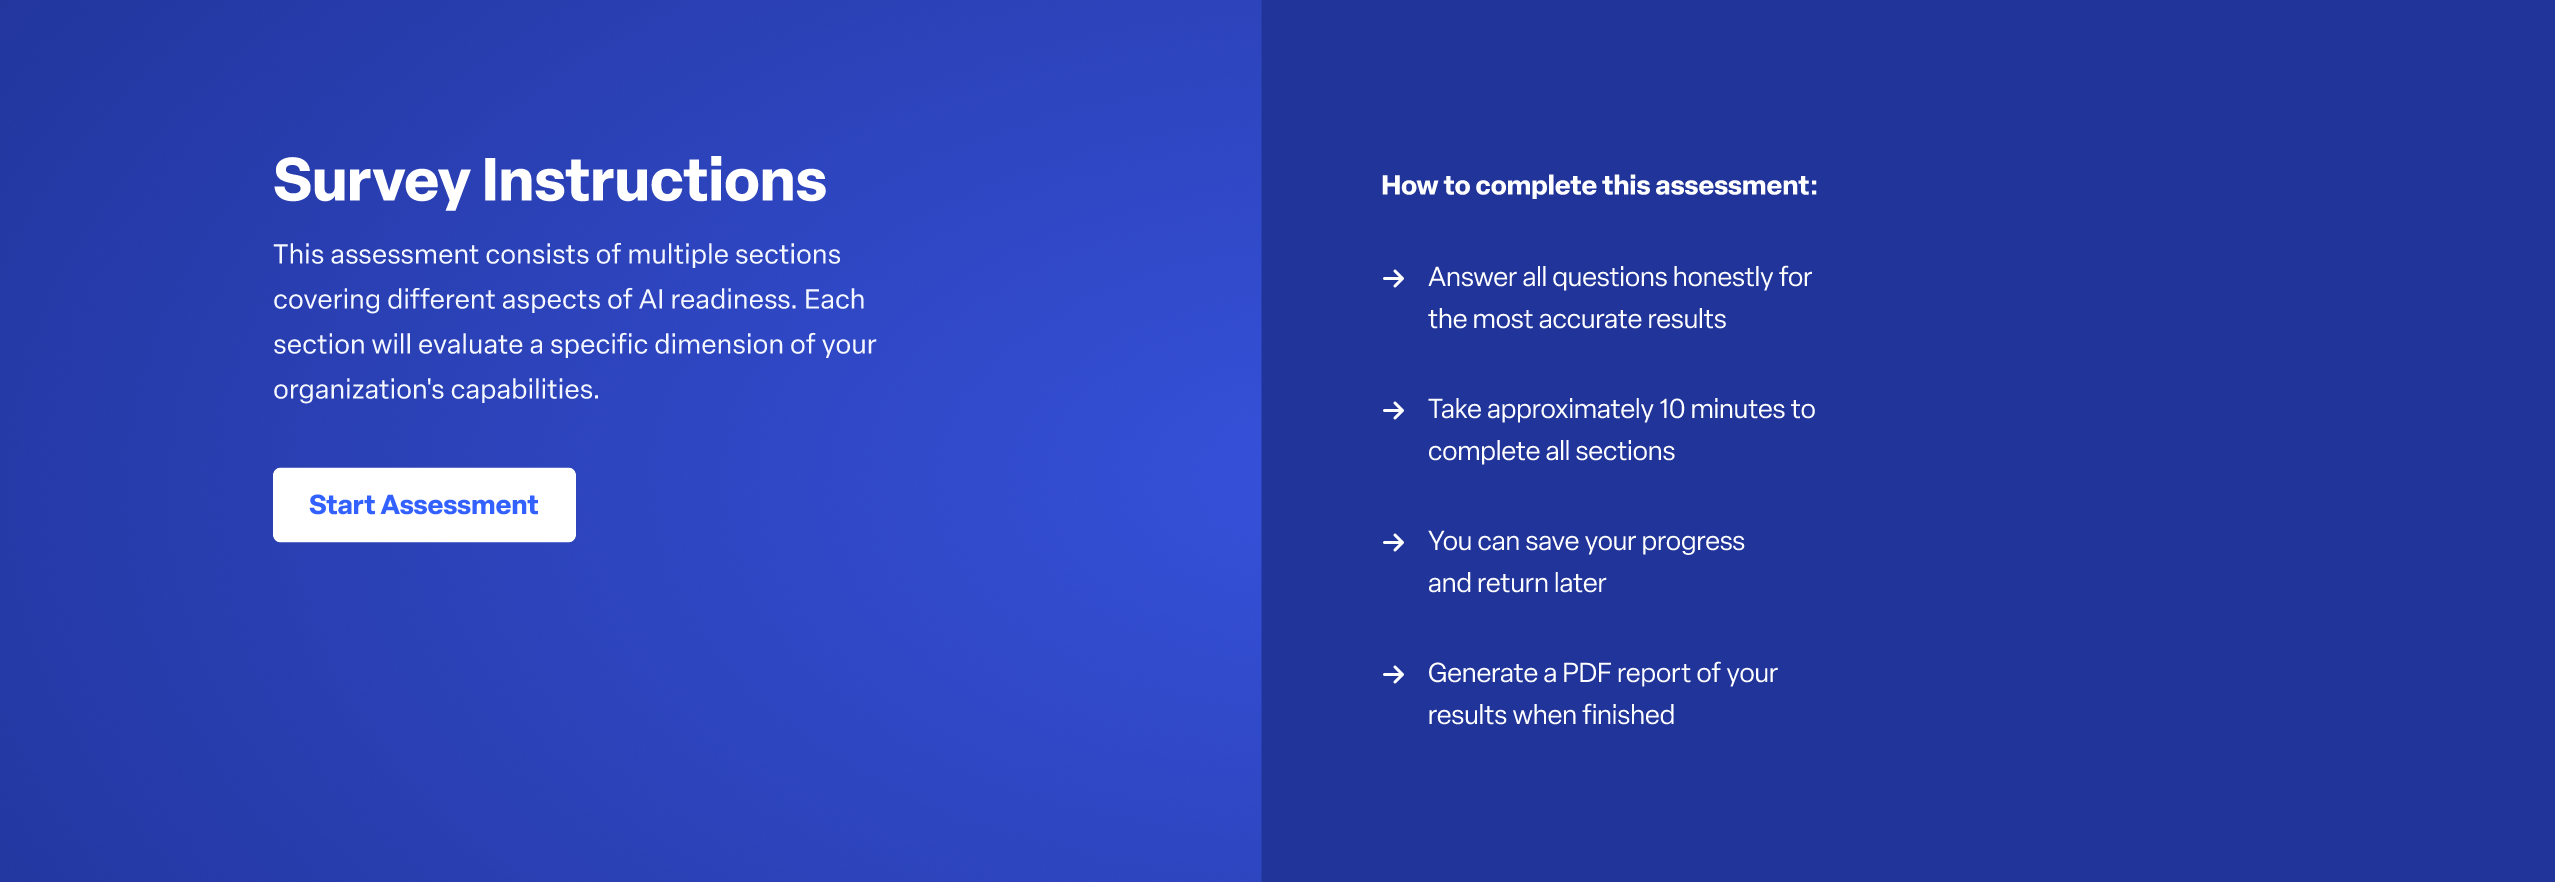 Survey Instructions
This assessment consists of multiple sections
covering different aspects of AI readiness. Each
section will evaluate a specific dimension of your
organization's capabilities.
Start Assessment
How to complete this assessment:
→ Answer all questions honestly for
the most accurate results
→ Take approximately 10 minutes to
complete all sections
→ You can save your progress
and return later
→ Generate a PDF report of your
results when finished